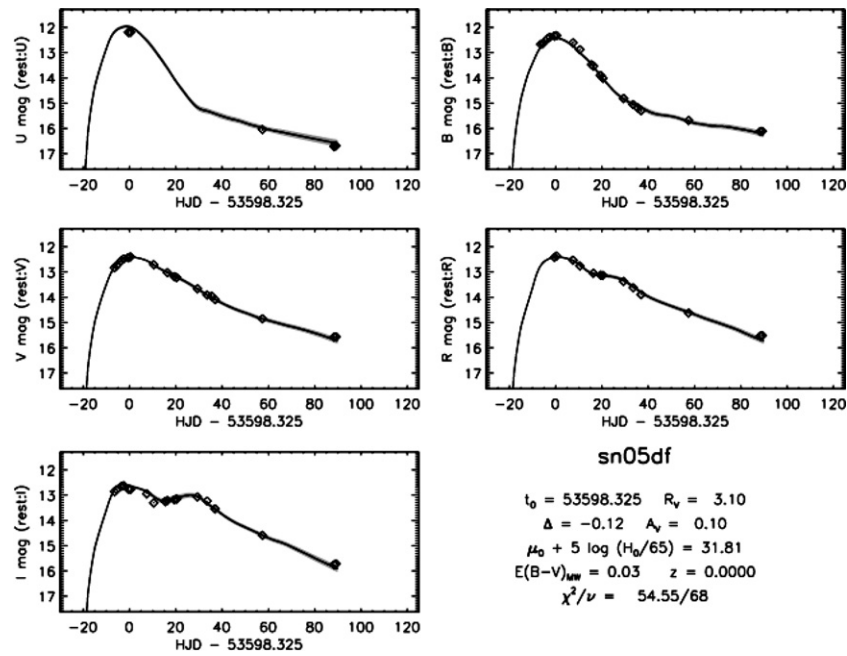 12
13
14
15
16
17
U mag (rest:U)
-20 0 20 40 60 80 100 120
HJD - 53598.325
12
13
14
15
16
17
B mag (rest:B)
-20 0 20 40 60 80 100 120
HJD - 53598.325
12
13
14
15
16
17
V mag (rest:V)
-20 0 20 40 60 80 100 120
HJD - 53598.325
12
13
14
15
16
17
R mag (rest:R)
-20 0 20 40 60 80 100 120
HJD - 53598.325
12
13
14
15
16
17
I mag (rest:I)
-20 0 20 40 60 80 100 120
HJD - 53598.325
sn05df
t₀ = 53598.325 Rᵥ = 3.10
Δ = -0.12 Aᵥ = 0.10
μ₀ + 5 log (H₀/65) = 31.81
E(B-V)MW = 0.03 z = 0.0000
χ²/ν = 54.55/68